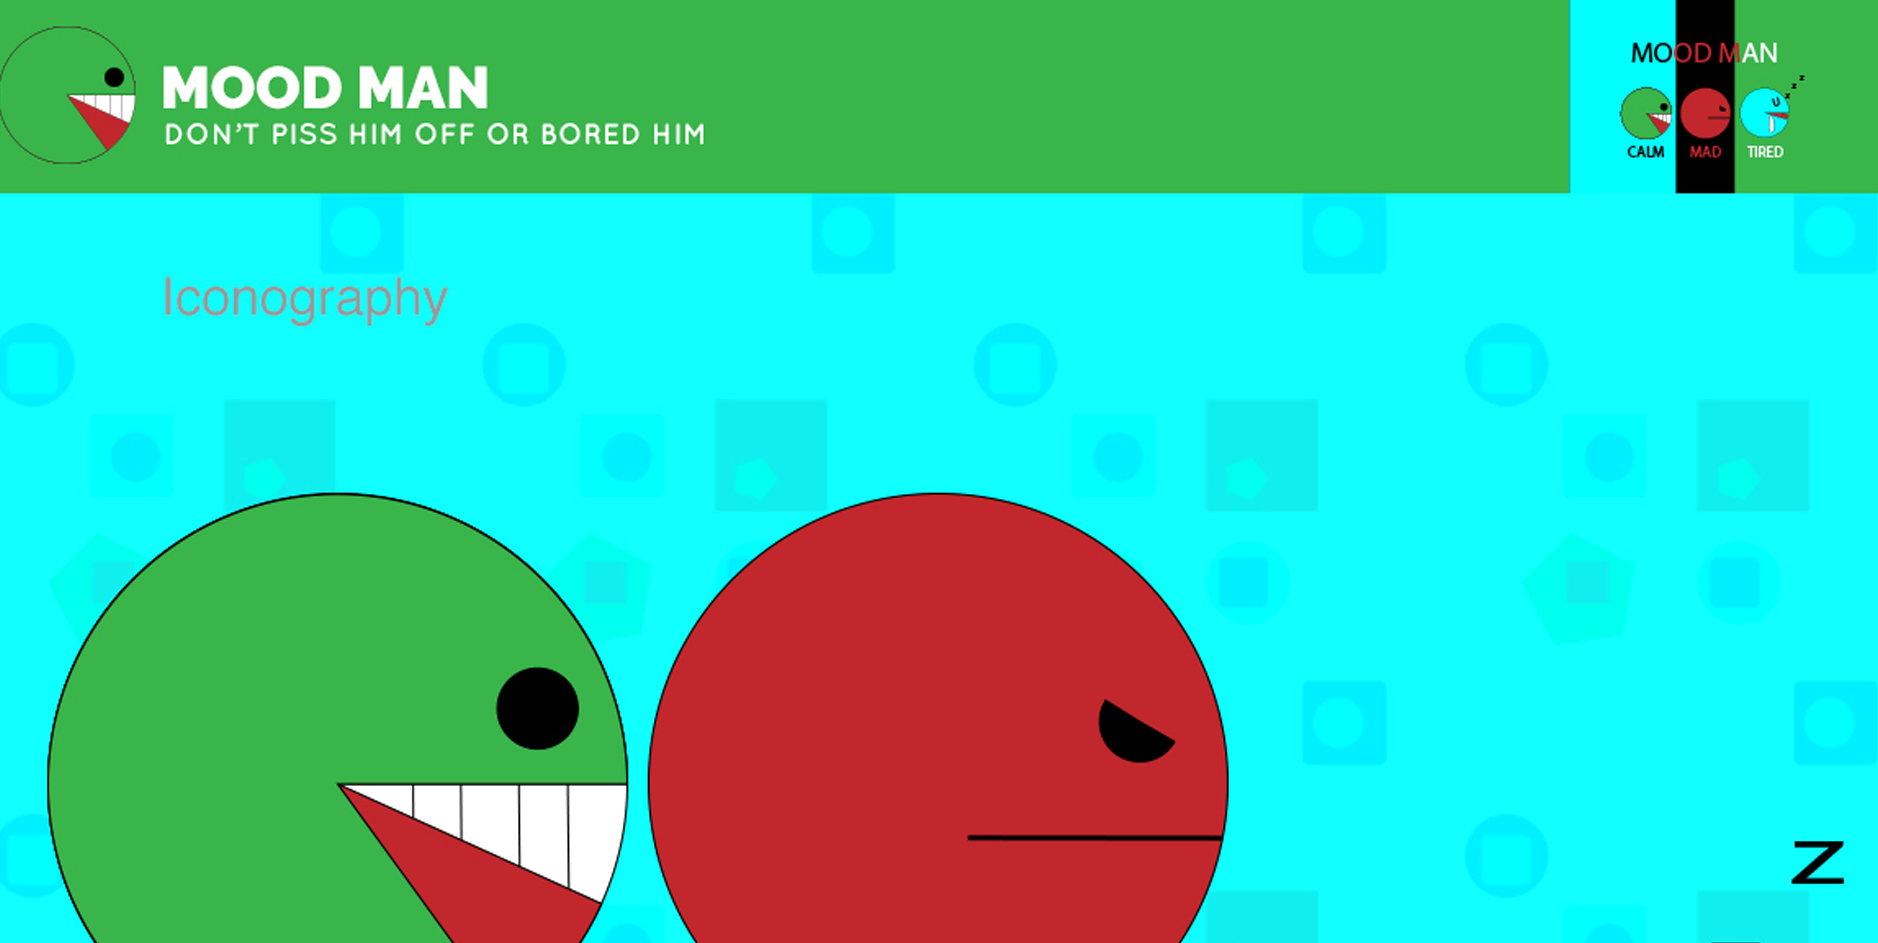 MOOD MAN
DON'T PISS HIM OFF OR BORED HIM
MOOD MAN
CALM MAD TIRED
z
z
z
Iconography
Z